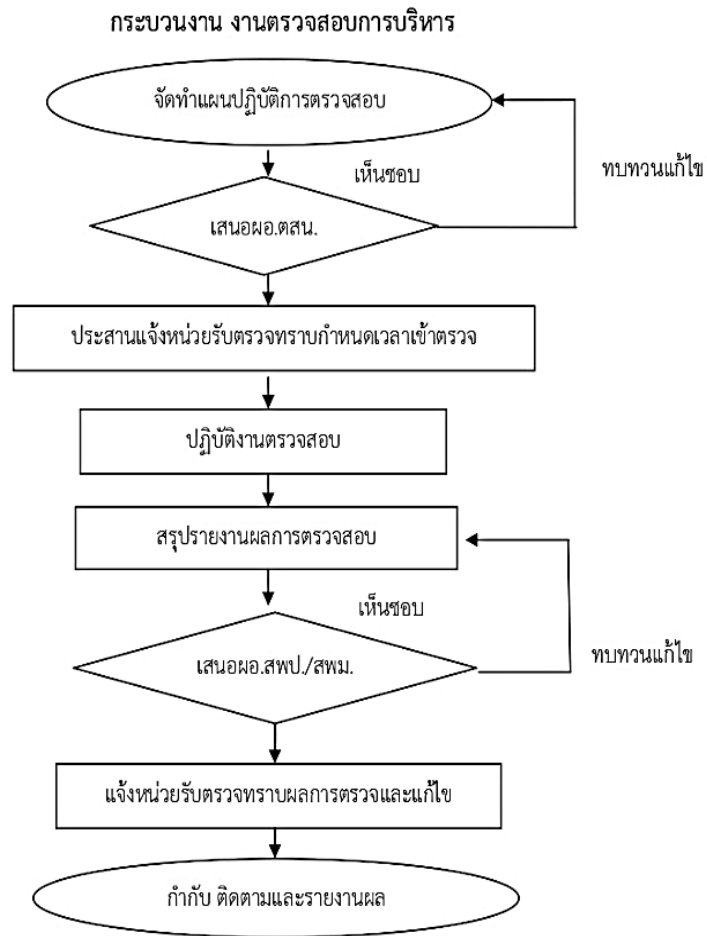 กระบวนงาน งานตรวจสอบการบริหาร
จัดทำแผนปฏิบัติการตรวจสอบ
เห็นชอบ
ทบทวนแก้ไข
เสนอผอ.ตสน.
ประสานแจ้งหน่วยรับตรวจทราบกำหนดเวลาเข้าตรวจ
ปฏิบัติงานตรวจสอบ
สรุปรายงานผลการตรวจสอบ
เห็นชอบ
เสนอผอ.สพป./สพม.
ทบทวนแก้ไข
แจ้งหน่วยรับตรวจทราบผลการตรวจและแก้ไข
กำกับ ติดตามและรายงานผล